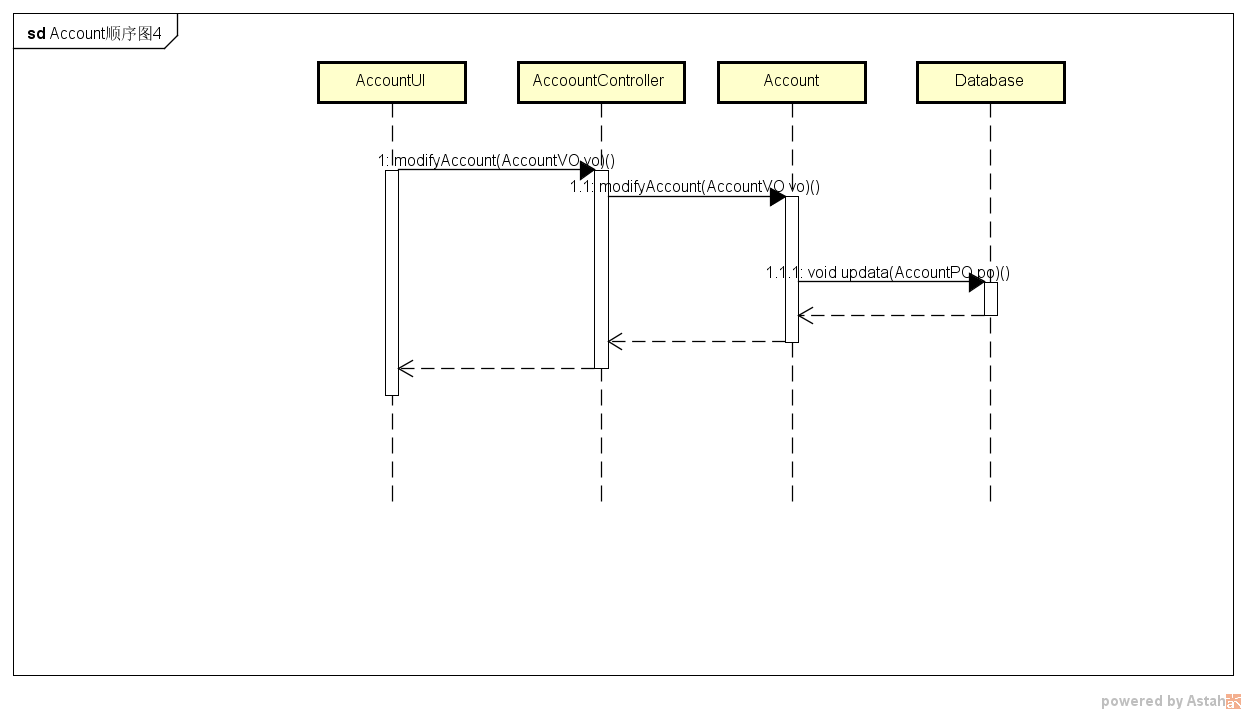 sd Account顺序图4
AccountUI
AccoountController
Account
Database
1: modifyAccount(AccountVO vo)()
1.1: modifyAccount(AccountVO vo)()
1.1.1: void updata(AccountPO po)()
powered by Astah